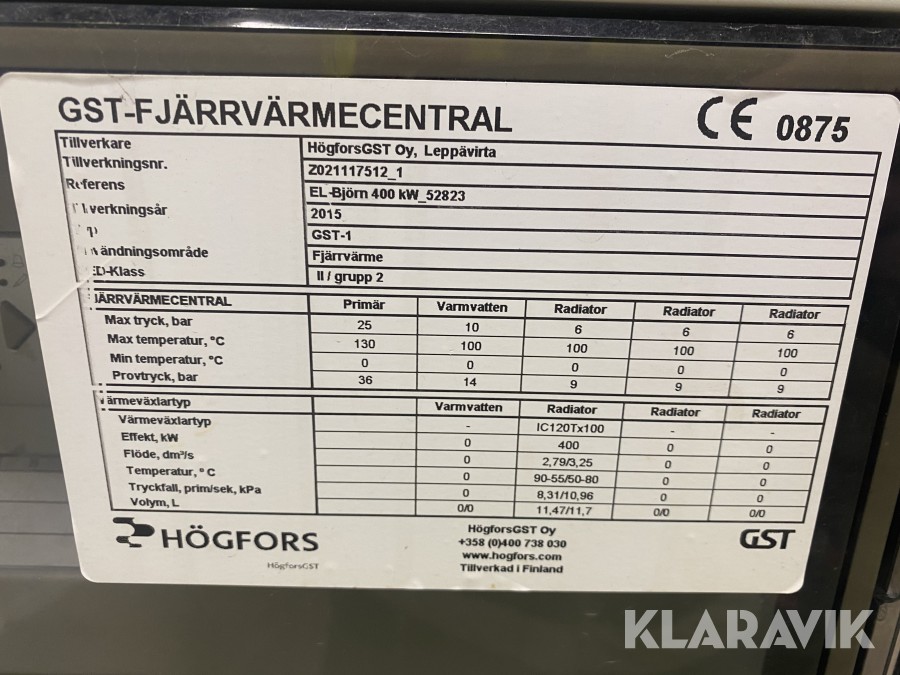 GST-FJÄRRVÄRMECENTRAL CE 0875
Tillverkare HögforsGST Oy, Leppävirta
Tillverkningsnr. Z021117512_1
Referens EL-Björn 400 kW_52823
verkningsår 2015
GST-1
ändningsområde Fjärrvärme
ED-Klass II / grupp 2
JÄRRVÄRMECENTRAL Primär Varmvatten Radiator Radiator Radiator
Max tryck, bar 25 10 6 6 6
Max temperatur, °C 130 100 100 100 100
Min temperatur, °C 0 0 0 0 0
Provtryck, bar 36 14 9 9 9
Värmeväxlartyp Varmvatten Radiator Radiator Radiator
Värmeväxlartyp - IC120Tx100 - -
Effekt, kW 0 400 0 0
Flöde, dm³/s 0 2,79/3,25 0 0
Temperatur, ° C 0 90-55/50-80 0 0
Tryckfall, prim/sek, kPa 0 8,31/10,96 0 0
Volym, L 0/0 11,47/11,7 0/0 0/0
HÖGFORS
HögforsGST
HögforsGST Oy
+358 (0)400 738 030
www.hogfors.com
Tillverkad i Finland
GST
KLARAVIK